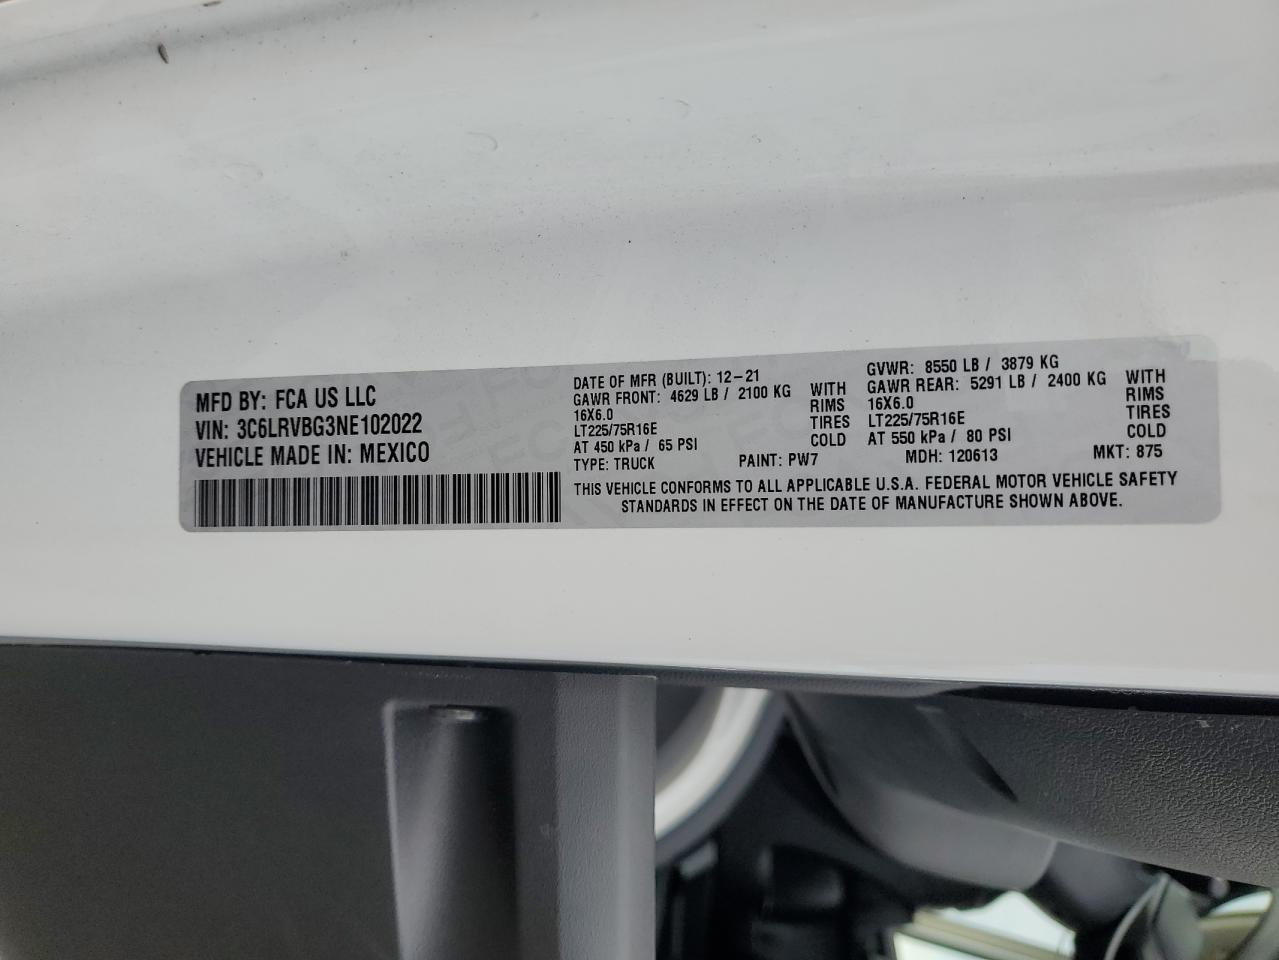 MFD BY: FCA US LLC
VIN: 3C6LRVBG3NE102022
VEHICLE MADE IN: MEXICO
DATE OF MFR (BUILT): 12-21
GAWR FRONT: 4629 LB / 2100 KG WITH
16X6.0 RIMS
LT225/75R16E TIRES
AT 450 kPa / 65 PSI COLD
GVWR: 8550 LB / 3879 KG
GAWR REAR: 5291 LB / 2400 KG WITH
16X6.0 RIMS
LT225/75R16E TIRES
AT 550 kPa / 80 PSI COLD
TYPE: TRUCK PAINT: PW7 MDH: 120613 MKT: 875
THIS VEHICLE CONFORMS TO ALL APPLICABLE U.S.A. FEDERAL MOTOR VEHICLE SAFETY
STANDARDS IN EFFECT ON THE DATE OF MANUFACTURE SHOWN ABOVE.